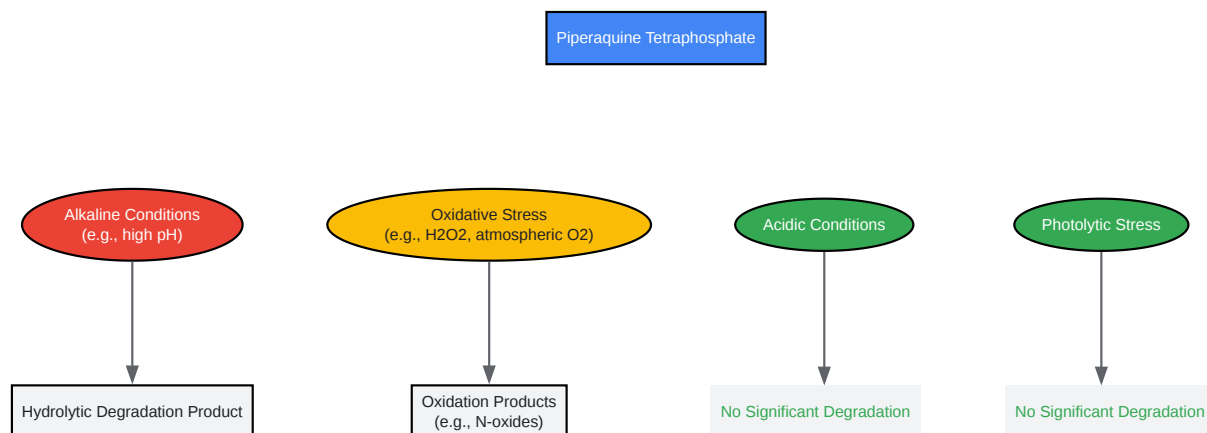 Piperaquine Tetraphosphate
Alkaline Conditions
(e.g., high pH)
Oxidative Stress
(e.g., H2O2, atmospheric O2)
Acidic Conditions
Photolytic Stress
Hydrolytic Degradation Product
Oxidation Products
(e.g., N-oxides)
No Significant Degradation
No Significant Degradation